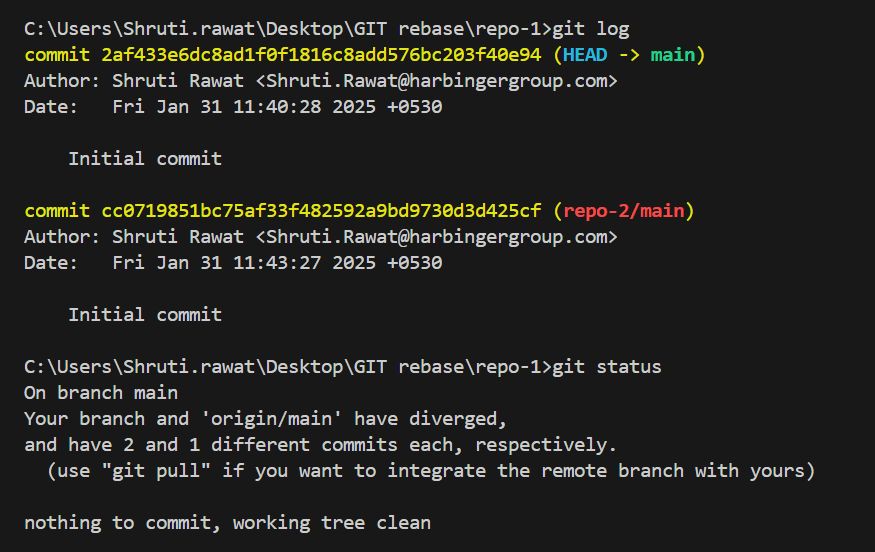 C:\Users\Shruti.rawat\Desktop\GIT rebase\repo-1>git log
commit 2af433e6dc8ad1f0f1816c8add576bc203f40e94 (HEAD -> main)
Author: Shruti Rawat <Shruti.Rawat@harbingergroup.com>
Date:   Fri Jan 31 11:40:28 2025 +0530
    Initial commit
commit cc0719851bc75af33f482592a9bd9730d3d425cf (repo-2/main)
Author: Shruti Rawat <Shruti.Rawat@harbingergroup.com>
Date:   Fri Jan 31 11:43:27 2025 +0530
    Initial commit
C:\Users\Shruti.rawat\Desktop\GIT rebase\repo-1>git status
On branch main
Your branch and 'origin/main' have diverged,
and have 2 and 1 different commits each, respectively.
  (use "git pull" if you want to integrate the remote branch with yours)
nothing to commit, working tree clean